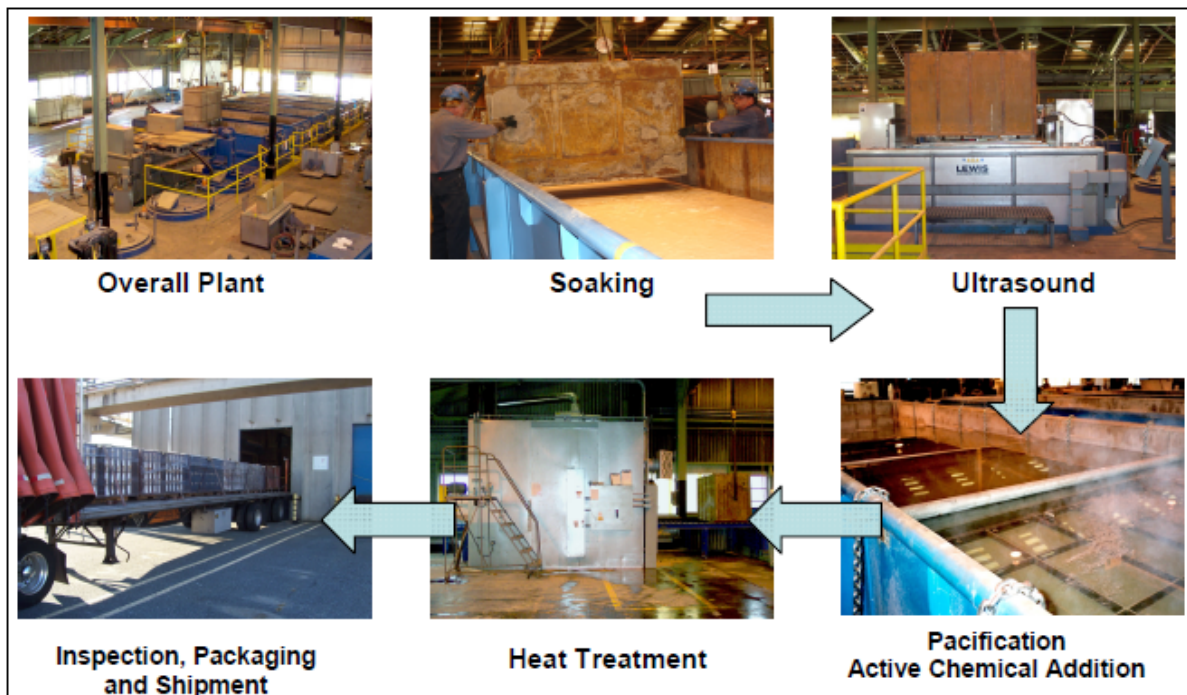 Overall Plant
Soaking
Ultrasound
LEWIS
Inspection, Packaging
and Shipment
Heat Treatment
Pacification
Active Chemical Addition